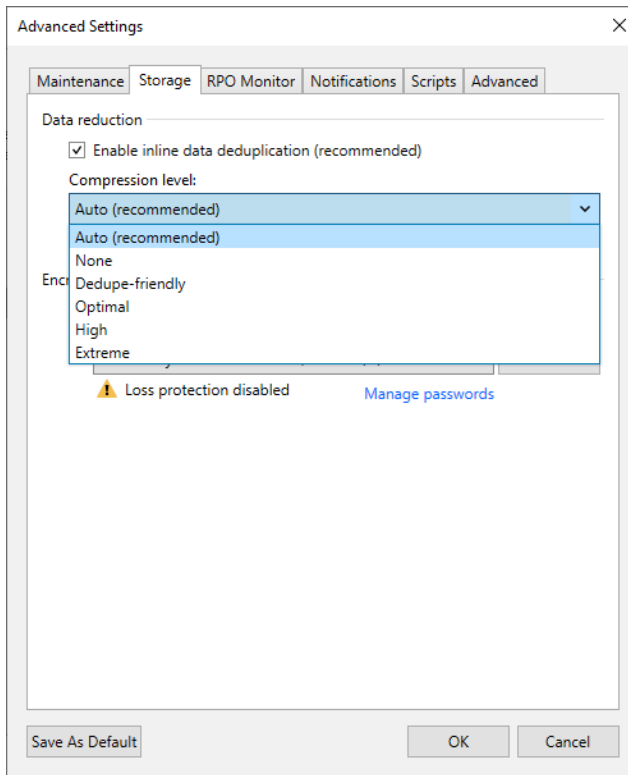 Advanced Settings
Maintenance Storage RPO Monitor Notifications Scripts Advanced
Data reduction
Enable inline data deduplication (recommended)
Compression level:
Auto (recommended)
Auto (recommended)
None
Dedupe-friendly
Optimal
High
Extreme
Loss protection disabled Manage passwords
Save As Default OK Cancel